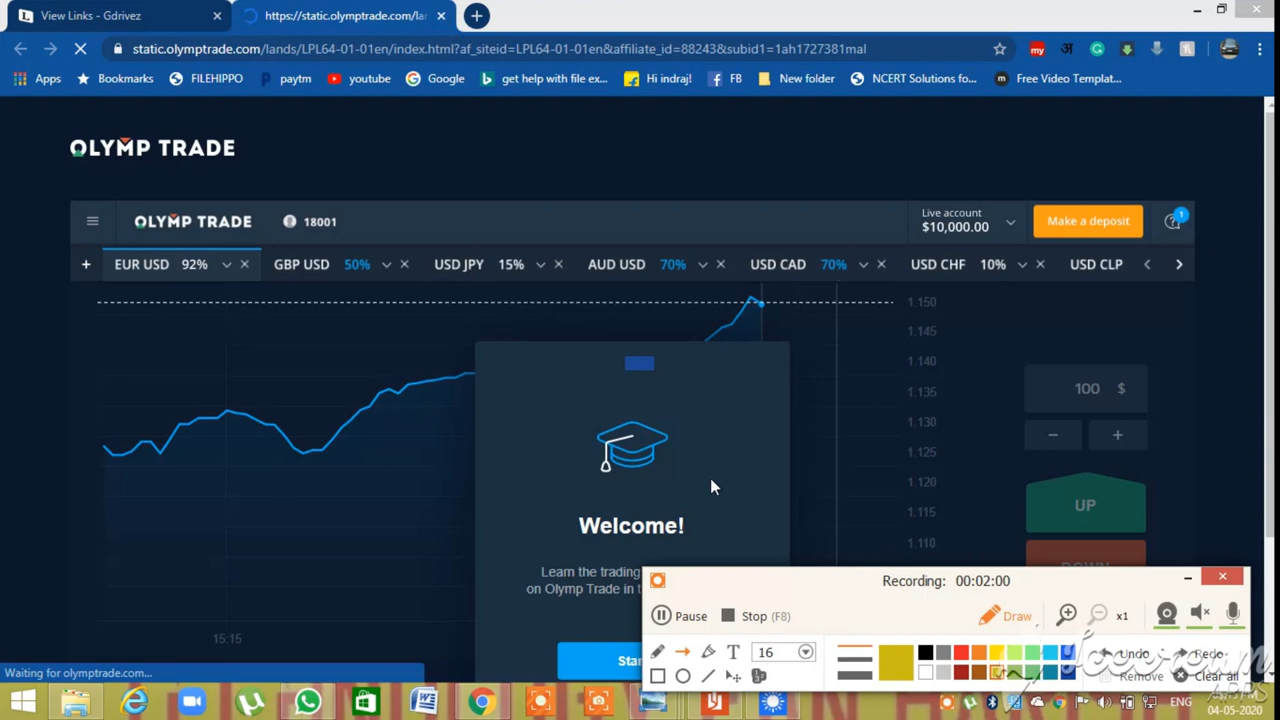 View Links - Gdrivez
https://static.olymptrade.com/lar
static.olymptrade.com/lands/LPL64-01-01en/index.html?af_siteid=LPL64-01-01en&affiliate_id=88243&subid1=1ah1727381mal
Apps Bookmarks FILEHIPPO paytm youtube Google get help with file ex... Hi indraj! FB New folder NCERT Solutions fo... Free Video Templat...
OLYMP TRADE
OLYMP TRADE 18001 Live account $10,000.00 Make a deposit 1
+ EUR USD 92% GBP USD 50% USD JPY 15% AUD USD 70% USD CAD 70% USD CHF 10% USD CLP
1.150
1.145
1.140
1.135
1.130
1.125
1.120
1.115
1.110
15:15
100 $
− +
UP
DOWN
Welcome!
Learn the trading
on Olymp Trade in t
Star
Recording: 00:02:00
Pause Stop (F8) Draw x1
T 16 Undo Redo
Remove Clear all
Waiting for olymptrade.com...
ENG
04-05-2020